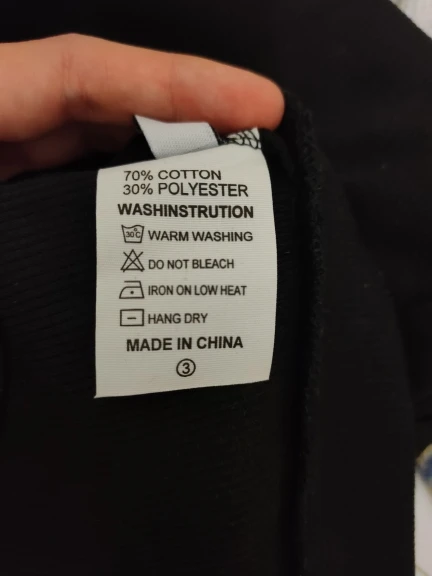 70% COTTON
30% POLYESTER
WASHINSTRUTION
30C WARM WASHING
DO NOT BLEACH
IRON ON LOW HEAT
HANG DRY
MADE IN CHINA
3